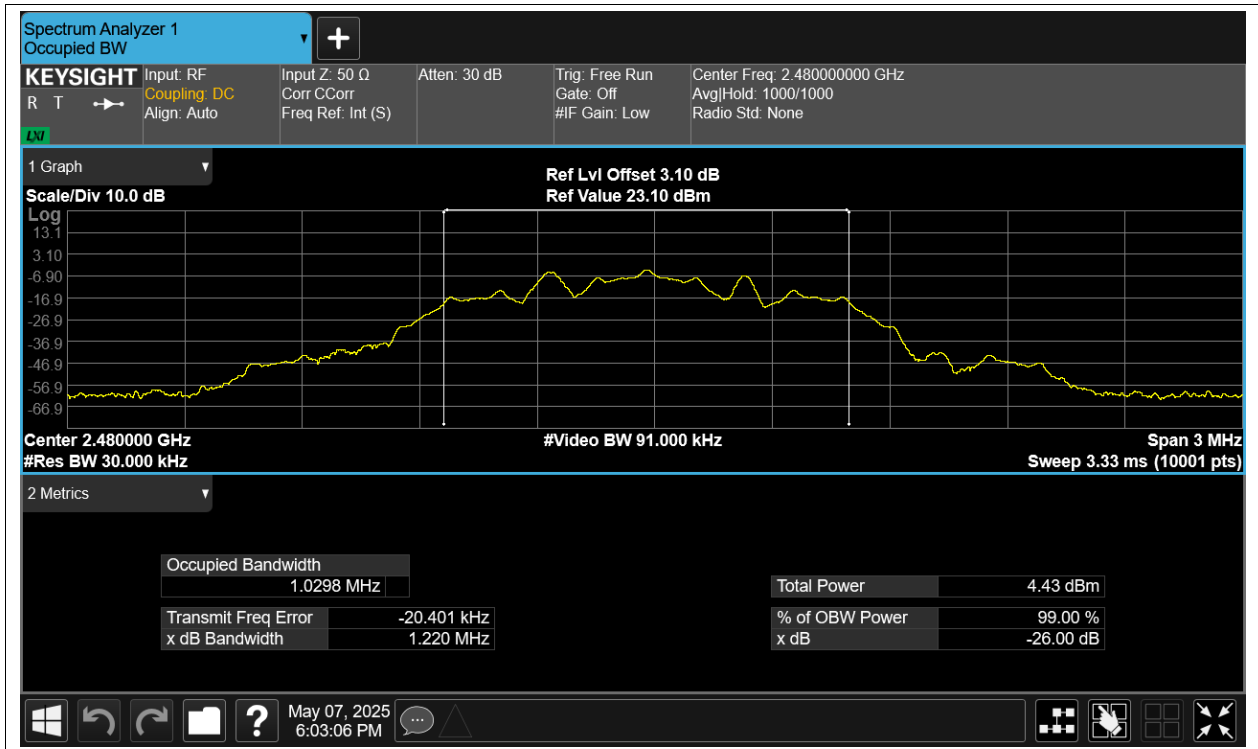 Spectrum Analyzer 1
Occupied BW
KEYSIGHT
R T
LXI
Input: RF
Coupling: DC
Align: Auto
Input Z: 50 Ω
Corr CCorr
Freq Ref: Int (S)
Atten: 30 dB
Trig: Free Run
Gate: Off
#IF Gain: Low
Center Freq: 2.480000000 GHz
Avg|Hold: 1000/1000
Radio Std: None
1 Graph
Scale/Div 10.0 dB
Ref Lvl Offset 3.10 dB
Ref Value 23.10 dBm
Log
13.1
3.10
-6.90
-16.9
-26.9
-36.9
-46.9
-56.9
-66.9
Center 2.480000 GHz
#Video BW 91.000 kHz
Span 3 MHz
#Res BW 30.000 kHz
Sweep 3.33 ms (10001 pts)
2 Metrics
Occupied Bandwidth
1.0298 MHz
Transmit Freq Error -20.401 kHz
x dB Bandwidth 1.220 MHz
Total Power 4.43 dBm
% of OBW Power 99.00 %
x dB -26.00 dB
?
May 07, 2025
6:03:06 PM